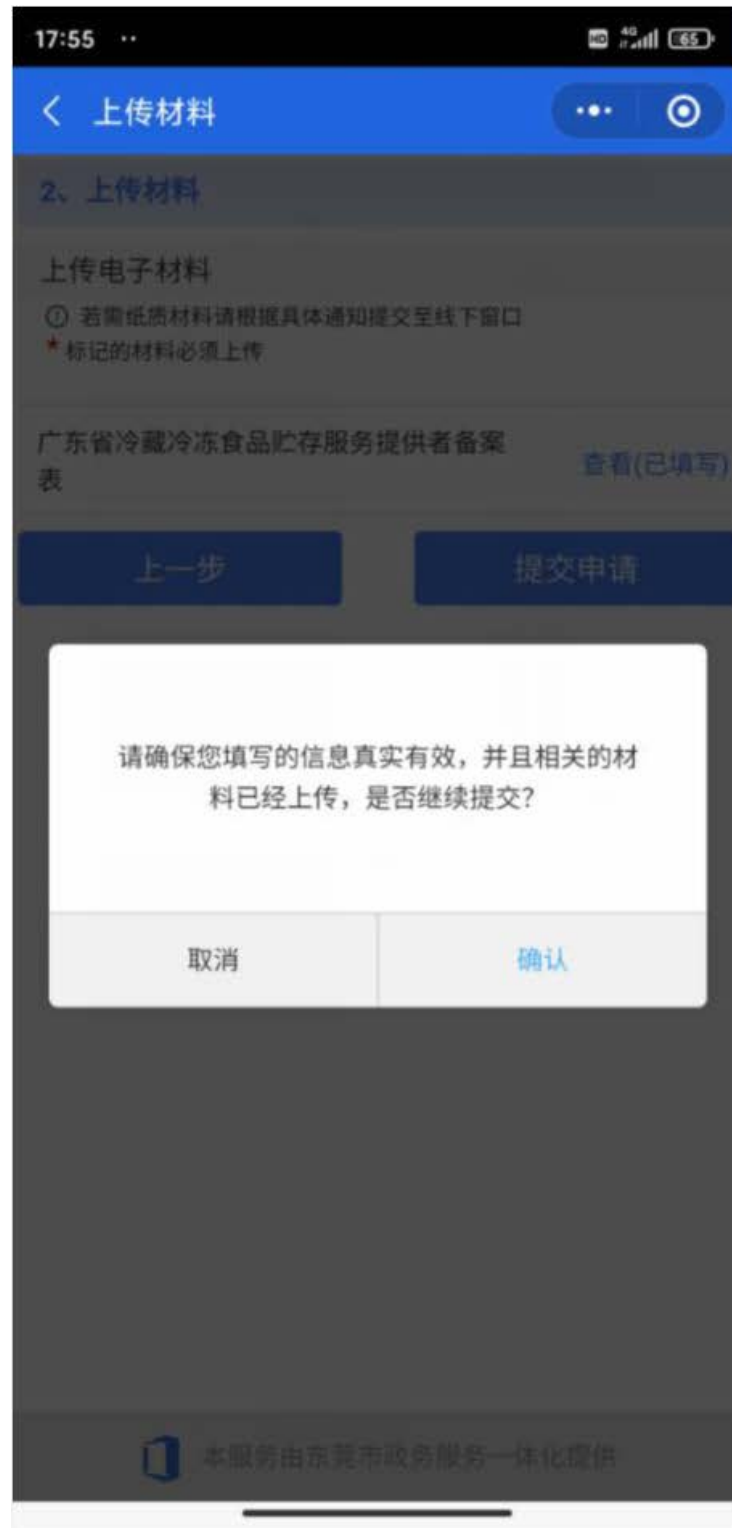 17:55 ··
HD 4G 65
上传材料
2、上传材料
上传电子材料
① 若需纸质材料请根据具体通知提交至线下窗口
*标记的材料必须上传
广东省冷藏冷冻食品贮存服务提供者备案
表
查看(已填写)
上一步
提交申请
请确保您填写的信息真实有效，并且相关的材
料已经上传，是否继续提交？
取消
确认
本服务由东莞市政务服务一体化提供